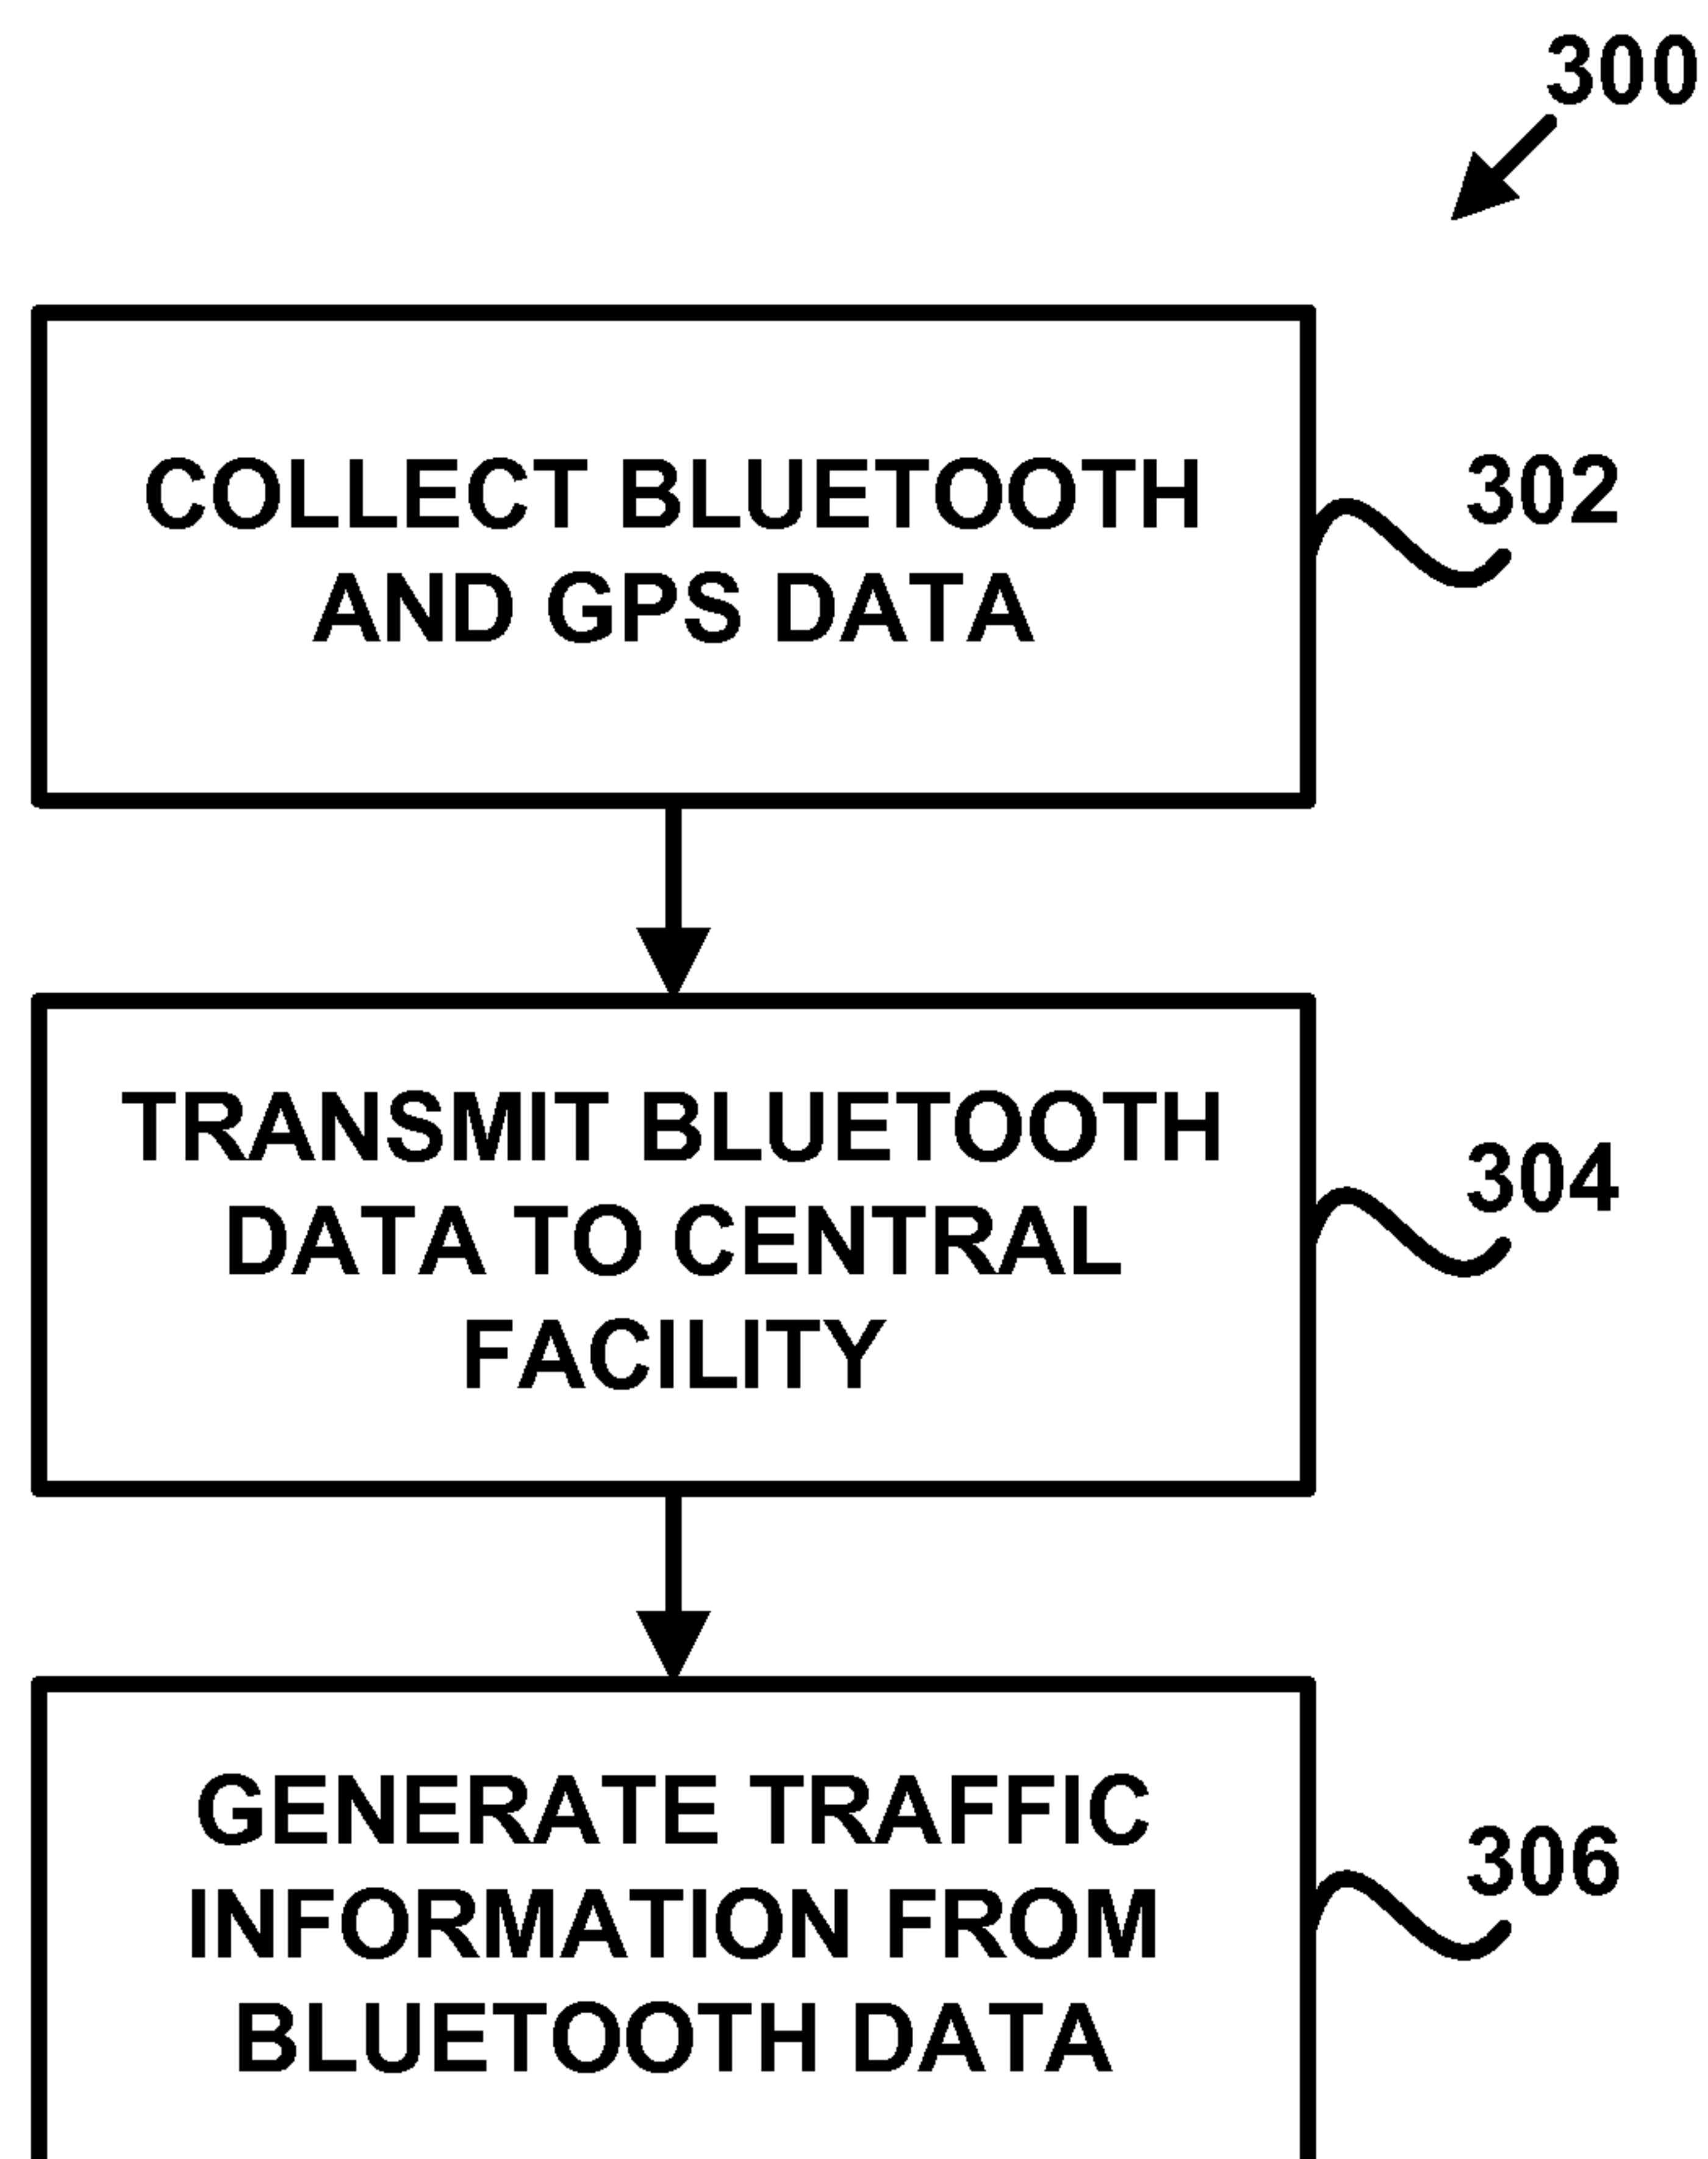 300
COLLECT BLUETOOTH
AND GPS DATA
302
TRANSMIT BLUETOOTH
DATA TO CENTRAL
FACILITY
304
GENERATE TRAFFIC
INFORMATION FROM
BLUETOOTH DATA
306